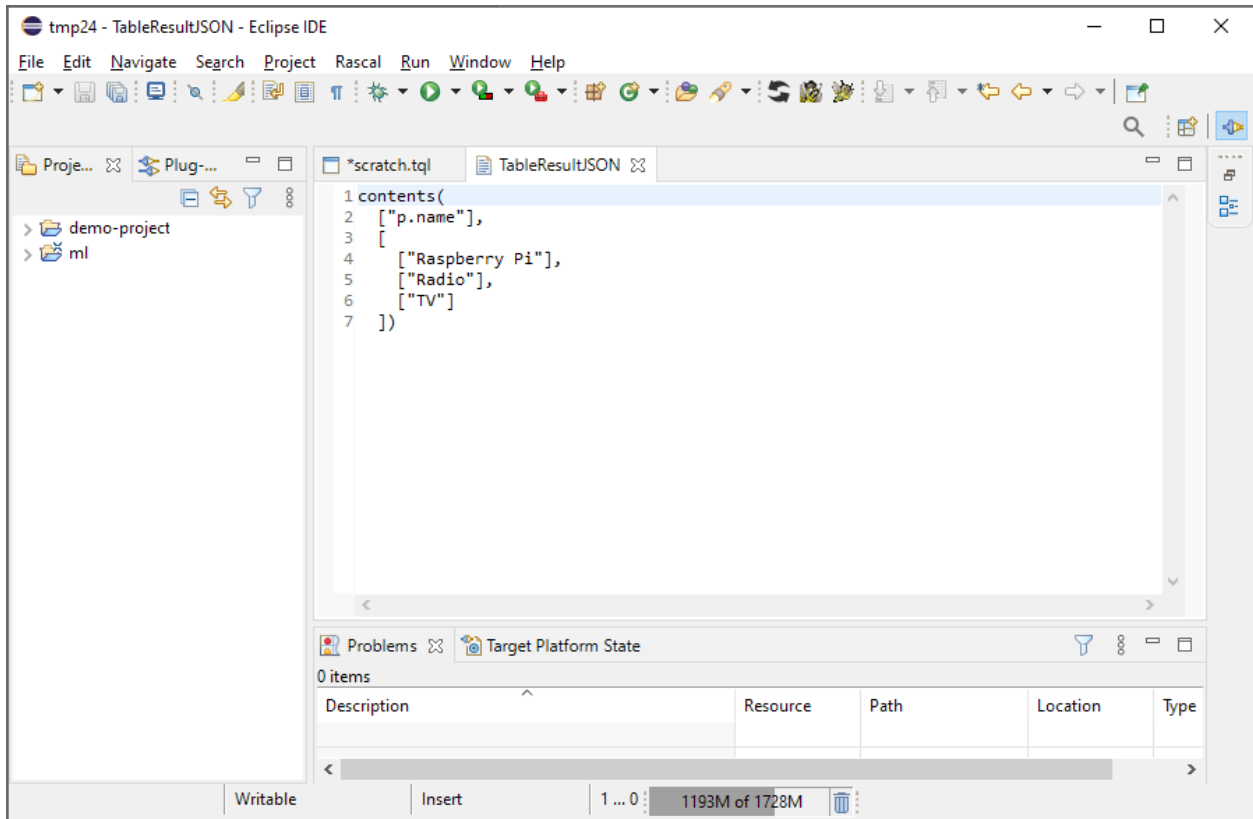 tmp24 - TableResultJSON - Eclipse IDE
File Edit Navigate Search Project Rascal Run Window Help
Proje... Plug-...
demo-project
ml
*scratch.tql TableResultJSON
1 contents(
2   ["p.name"],
3   [
4     ["Raspberry Pi"],
5     ["Radio"],
6     ["TV"]
7   ])
Problems Target Platform State
0 items
Description Resource Path Location Type
Writable Insert 1 ... 0 1193M of 1728M